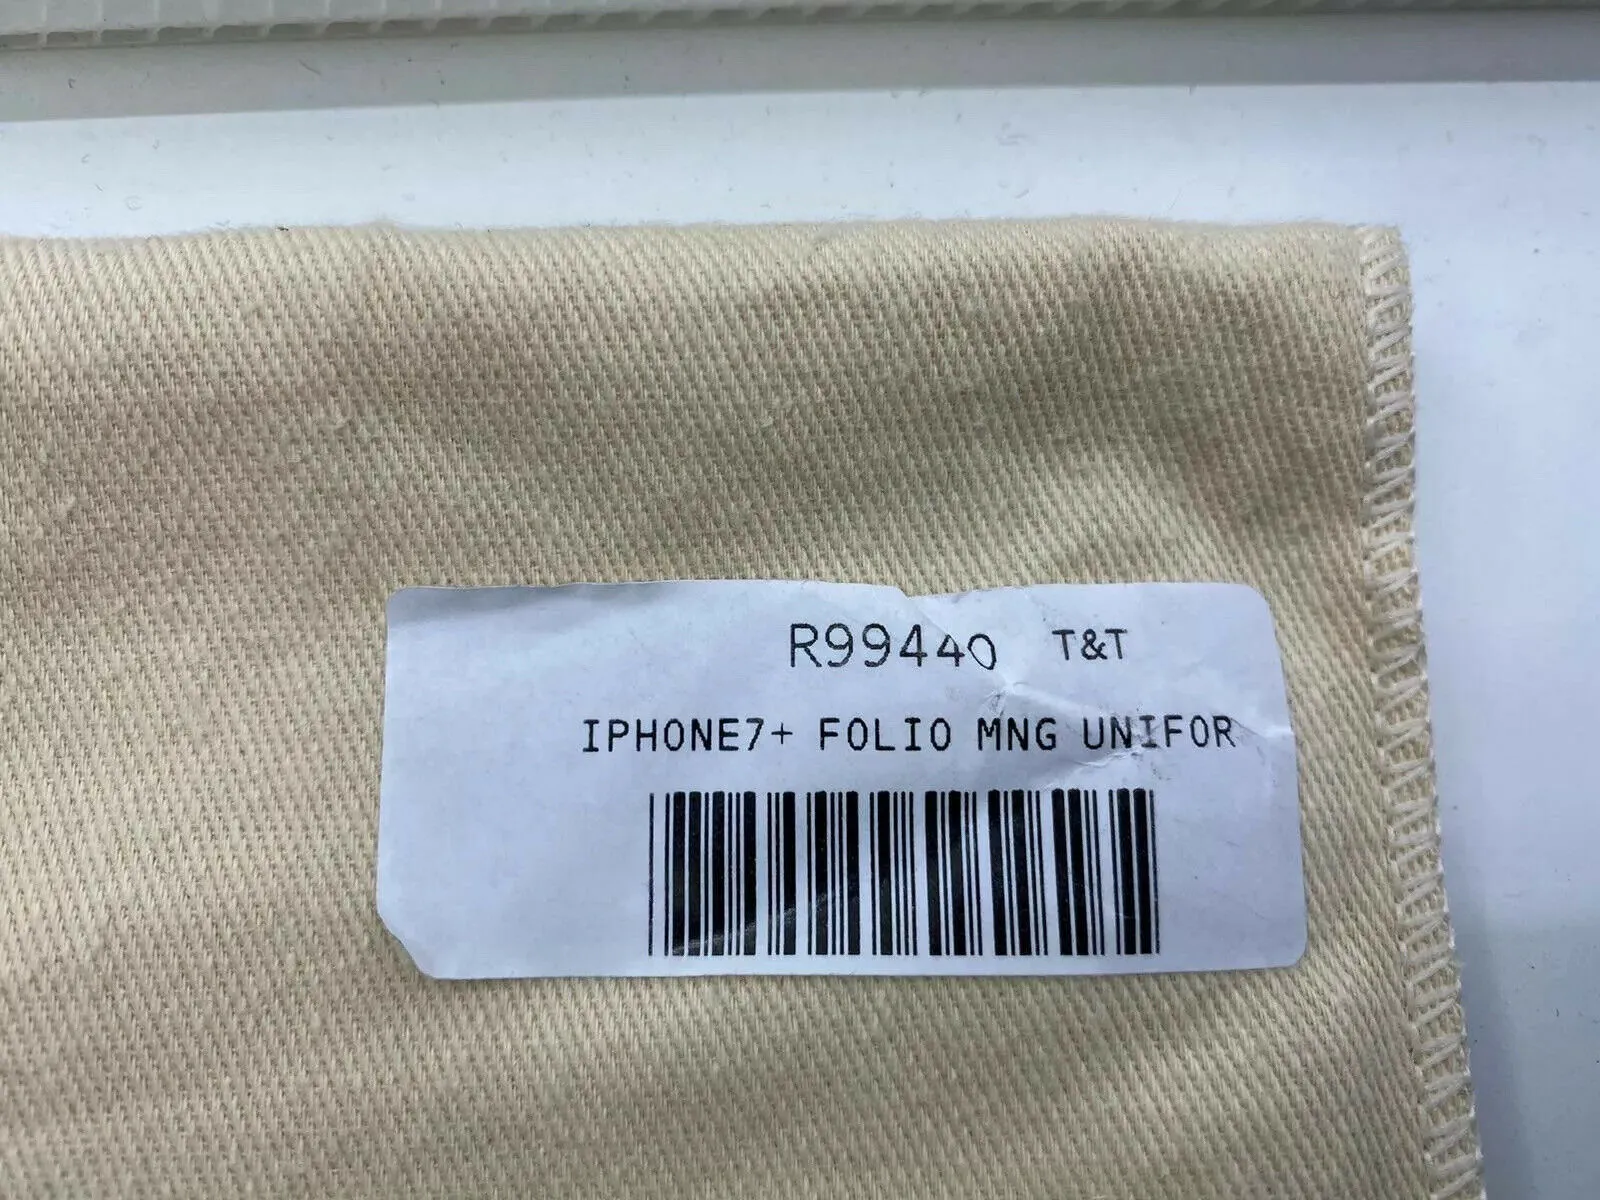 R99440 T&T
IPHONE7+ FOLIO MNG UNIFOR